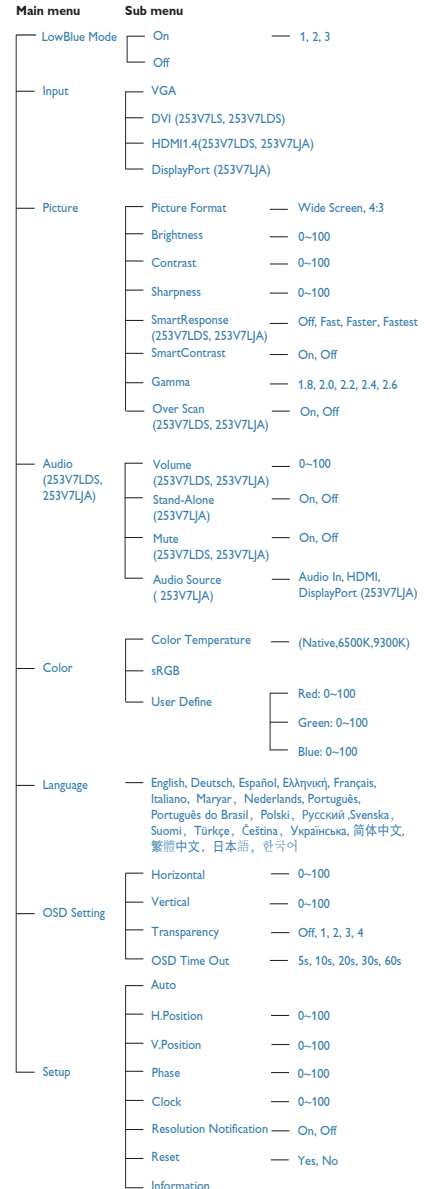 Main menu Sub menu
LowBlue Mode On 1, 2, 3
Off
Input VGA
DVI (253V7LS, 253V7LDS)
HDMI1.4(253V7LDS, 253V7LJA)
DisplayPort (253V7LJA)
Picture Picture Format Wide Screen, 4:3
Brightness 0~100
Contrast 0~100
Sharpness 0~100
SmartResponse Off, Fast, Faster, Fastest
(253V7LDS, 253V7LJA)
SmartContrast On, Off
Gamma 1.8, 2.0, 2.2, 2.4, 2.6
Over Scan On, Off
(253V7LDS, 253V7LJA)
Audio Volume 0~100
(253V7LDS, (253V7LDS, 253V7LJA)
253V7LJA) Stand-Alone On, Off
(253V7LJA)
Mute On, Off
(253V7LDS, 253V7LJA)
Audio Source Audio In, HDMI,
( 253V7LJA) DisplayPort (253V7LJA)
Color Temperature (Native,6500K,9300K)
Color sRGB
User Define Red: 0~100
Green: 0~100
Blue: 0~100
Language English, Deutsch, Español, Ελληνική, Français,
Italiano, Maryar, Nederlands, Português,
Português do Brasil, Polski, Русский ,Svenska,
Suomi, Türkçe, Čeština, Українська, 简体中文,
繁體中文, 日本語, 한국어
Horizontal 0~100
Vertical 0~100
OSD Setting Transparency Off, 1, 2, 3, 4
OSD Time Out 5s, 10s, 20s, 30s, 60s
Auto
H.Position 0~100
V.Position 0~100
Setup Phase 0~100
Clock 0~100
Resolution Notification On, Off
Reset Yes, No
Information